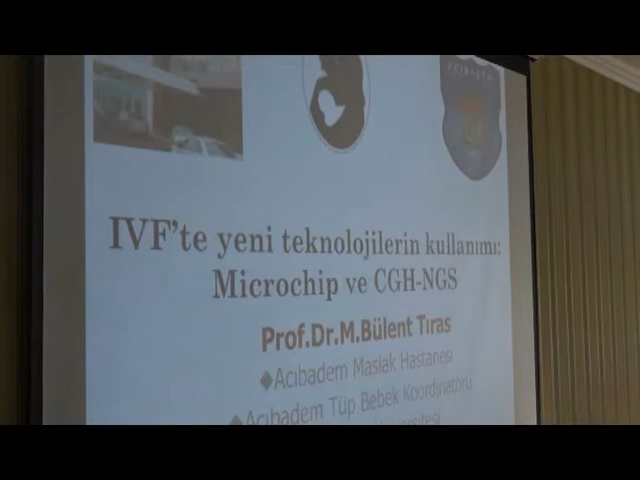 ACIBADEM
IVF'te yeni teknolojilerin kullanımı:
Microchip ve CGH-NGS
Prof.Dr.M.Bülent Tıras
◆Acıbadem Maslak Hastanesi
◆Acıbadem Tüp Bebek Koordinatörü